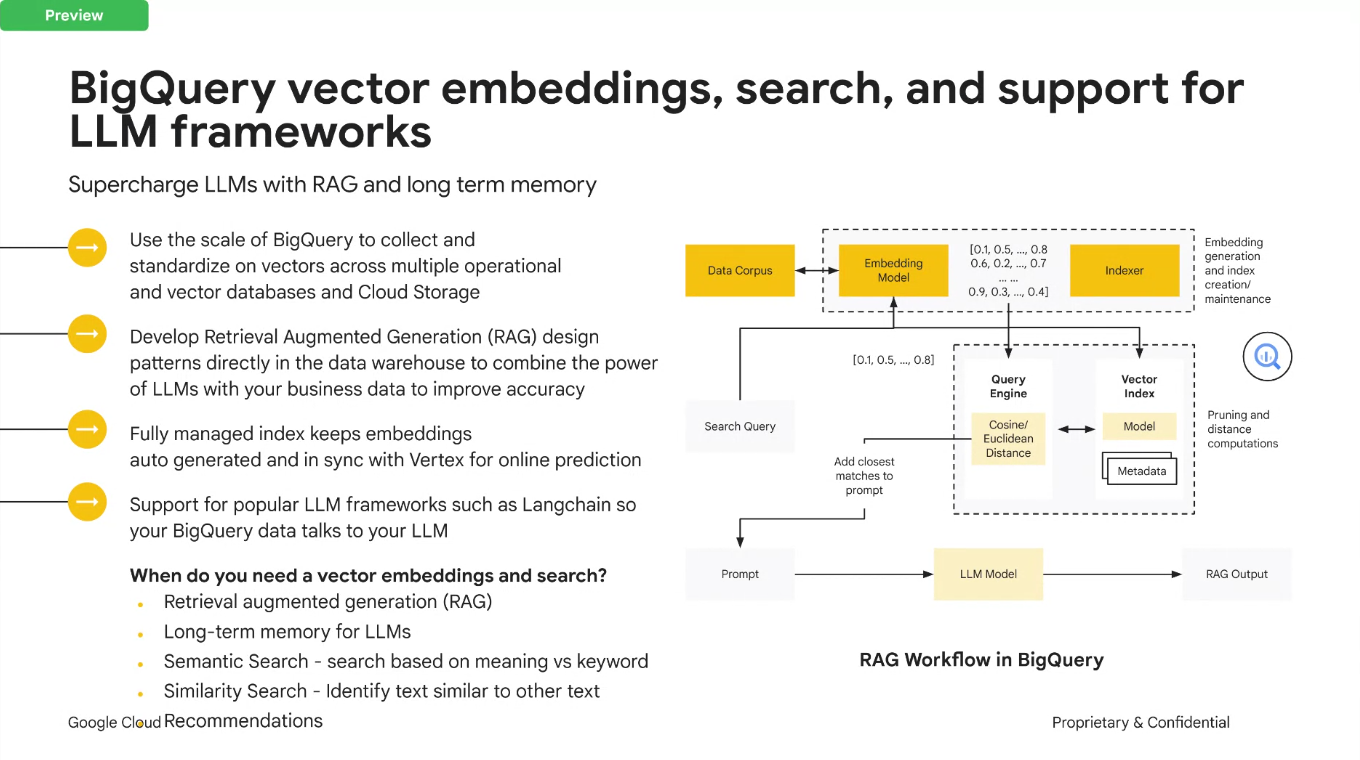 Preview
BigQuery vector embeddings, search, and support for
LLM frameworks
Supercharge LLMs with RAG and long term memory
Use the scale of BigQuery to collect and
standardize on vectors across multiple operational
and vector databases and Cloud Storage
Develop Retrieval Augmented Generation (RAG) design
patterns directly in the data warehouse to combine the power
of LLMs with your business data to improve accuracy
Fully managed index keeps embeddings
auto generated and in sync with Vertex for online prediction
Support for popular LLM frameworks such as Langchain so
your BigQuery data talks to your LLM
When do you need a vector embeddings and search?
Retrieval augmented generation (RAG)
Long-term memory for LLMs
Semantic Search - search based on meaning vs keyword
Similarity Search - Identify text similar to other text
Recommendations
Data Corpus
Embedding
Model
[0.1, 0.5, ..., 0.8
0.6, 0.2, ..., 0.7
... ...
0.9, 0.3, ..., 0.4]
Indexer
Embedding
generation
and index
creation/
maintenance
[0.1, 0.5, ..., 0.8]
Query
Engine
Vector
Index
Search Query
Cosine/
Euclidean
Distance
Model
Metadata
Pruning and
distance
computations
Add closest
matches to
prompt
Prompt
LLM Model
RAG Output
RAG Workflow in BigQuery
Google Cloud
Proprietary & Confidential